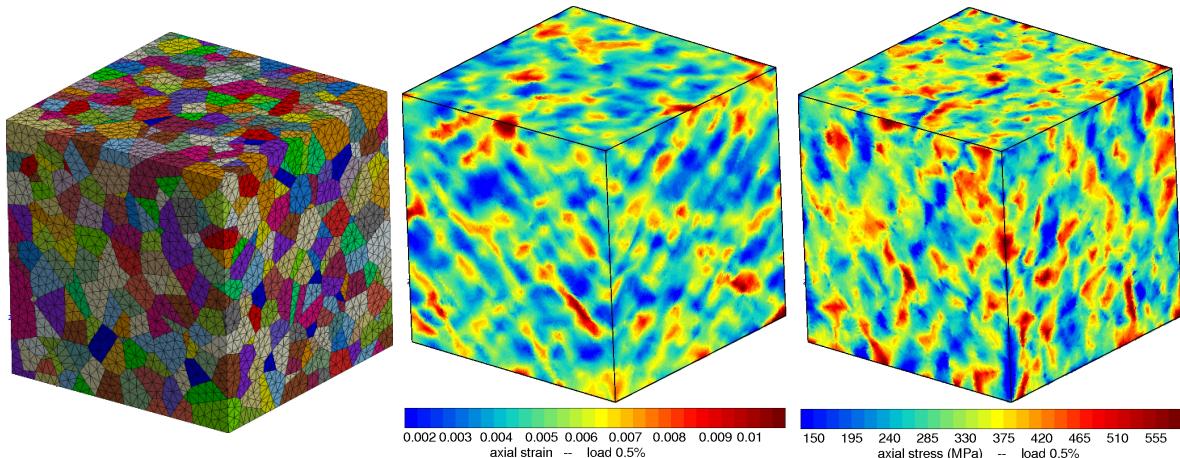 0.002 0.003 0.004 0.005 0.006 0.007 0.008 0.009 0.01
axial strain -- load 0.5%
150 195 240 285 330 375 420 465 510 555
axial stress (MPa) -- load 0.5%